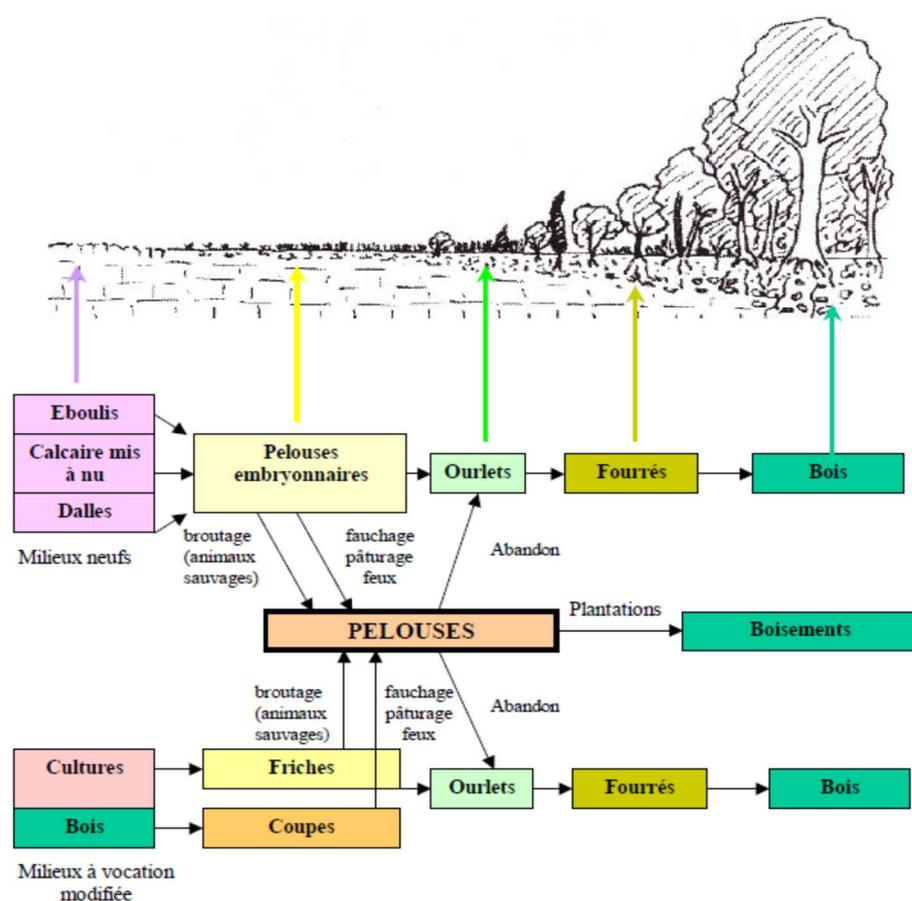 Eboulis
Calcaire mis
à nu
Dalles
Milieux neufs
Pelouses
embryonnaires
Ourlets
Fourrés
Bois
broutage
(animaux
sauvages)
fauchage
pâturage
feux
Abandon
PELOUSES
Plantations
Boisements
broutage
(animaux
sauvages)
fauchage
pâturage
feux
Abandon
Cultures
Bois
Friches
Coupes
Ourlets
Fourrés
Bois
Milieux à vocation
modifiée